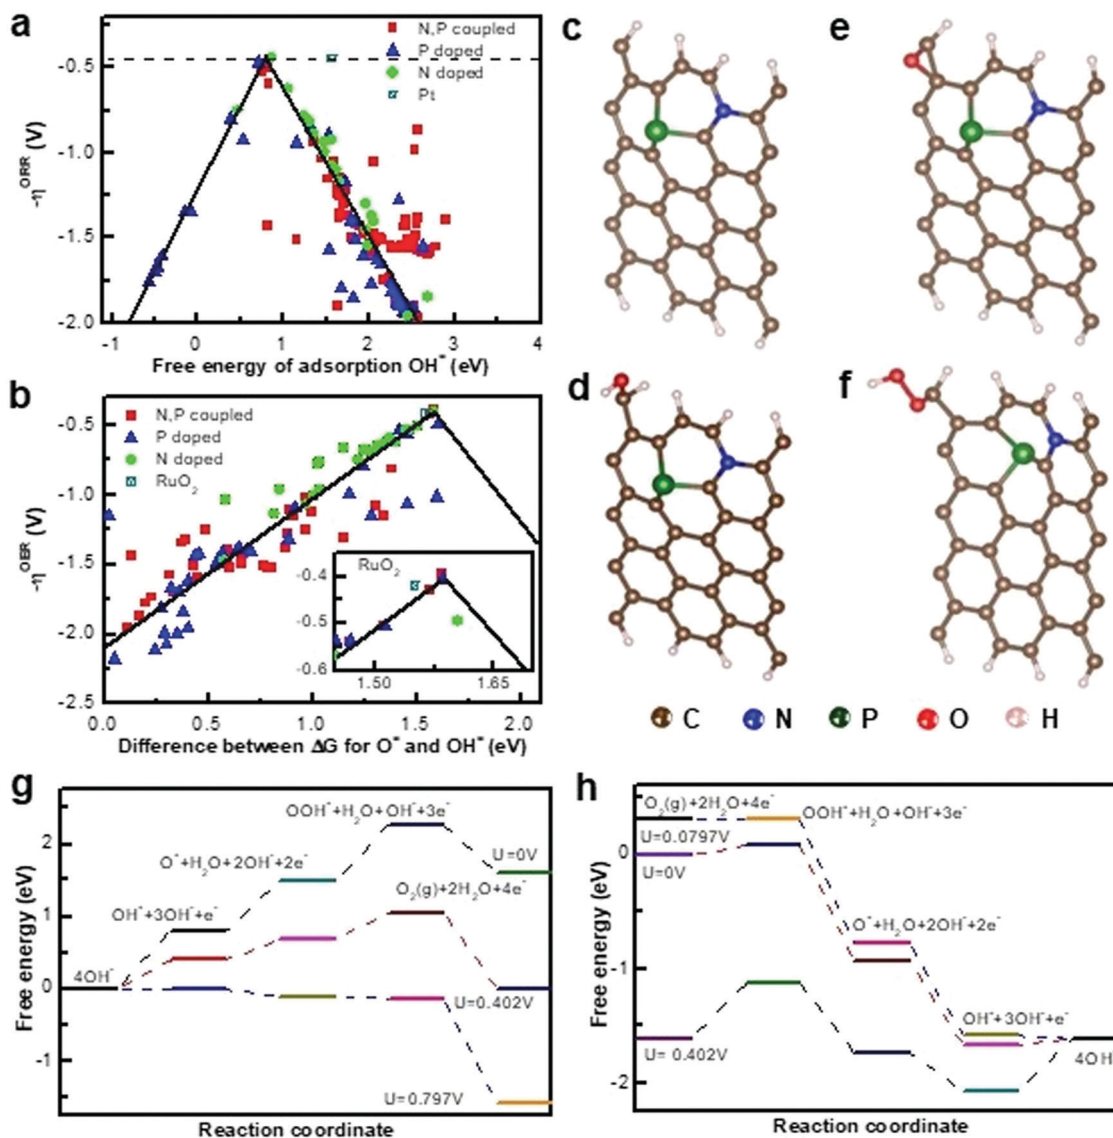 a
N,P coupled
P doped
N doped
Pt
-0.5
-1.0
-1.5
-2.0
-η^ORR (V)
-1 0 1 2 3 4
Free energy of adsorption OH* (eV)
b
N,P coupled
P doped
N doped
RuO₂
-0.5
-1.0
-1.5
-2.0
-2.5
-η^OER (V)
RuO₂
-0.4
-0.5
-0.6
1.50 1.65
0.0 0.5 1.0 1.5 2.0
Difference between ΔG for O* and OH* (eV)
c
e
d
f
C N P O H
g
OOH*+H₂O+OH⁻+3e⁻
O*+H₂O+2OH⁻+2e⁻
U=0V
O₂(g)+2H₂O+4e⁻
OH*+3OH⁻+e⁻
4OH⁻
U=0.402V
U=0.797V
2
1
0
-1
Free energy (eV)
Reaction coordinate
h
O₂(g)+2H₂O+4e⁻
OOH*+H₂O+OH⁻+3e⁻
U=0.0797V
U=0V
O*+H₂O+2OH⁻+2e⁻
OH*+3OH⁻+e⁻
U= 0.402V
4OH
0
-1
-2
Free energy (eV)
Reaction coordinate